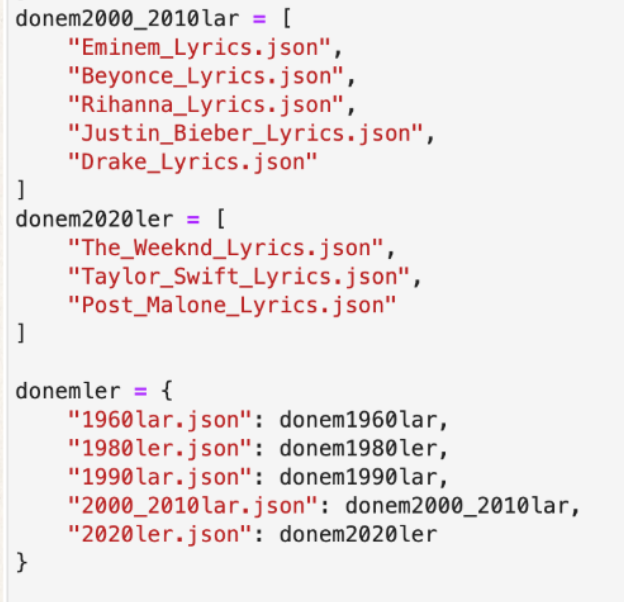 donem2000_2010lar = [
    "Eminem_Lyrics.json",
    "Beyonce_Lyrics.json",
    "Rihanna_Lyrics.json",
    "Justin_Bieber_Lyrics.json",
    "Drake_Lyrics.json"
]
donem2020ler = [
    "The_Weeknd_Lyrics.json",
    "Taylor_Swift_Lyrics.json",
    "Post_Malone_Lyrics.json"
]

donemler = {
    "1960lar.json": donem1960lar,
    "1980ler.json": donem1980ler,
    "1990lar.json": donem1990lar,
    "2000_2010lar.json": donem2000_2010lar,
    "2020ler.json": donem2020ler
}